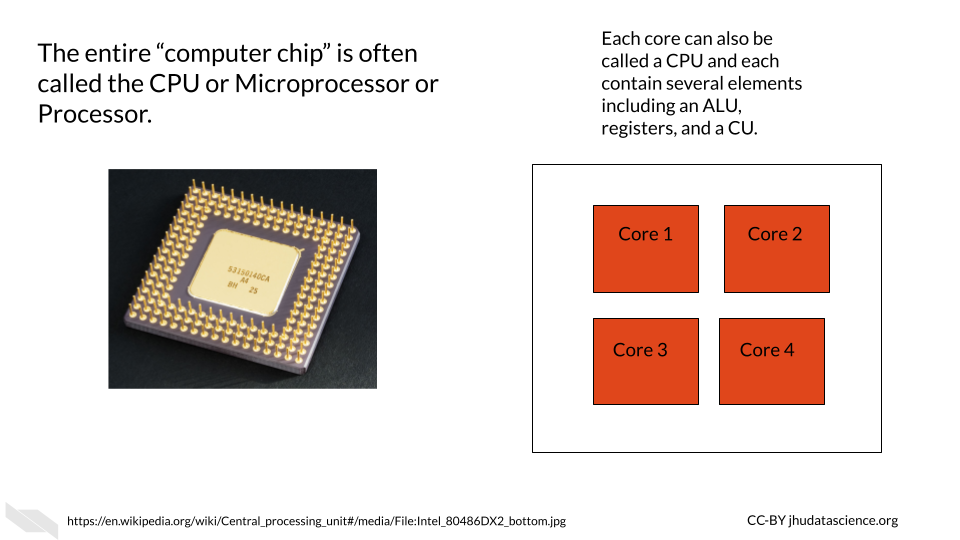 The entire “computer chip” is often
called the CPU or Microprocessor or
Processor.
Each core can also be
called a CPU and each
contain several elements
including an ALU,
registers, and a CU.
A4
25
Core 1
Core 2
Core 3
Core 4
https://en.wikipedia.org/wiki/Central_processing_unit#/media/File:Intel_80486DX2_bottom.jpg
CC-BY jhudatascience.org